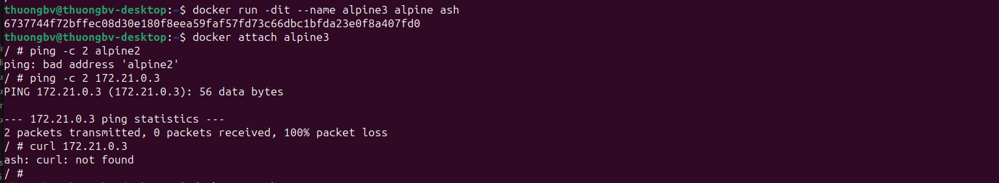 thuongbv@thuongbv-desktop:~$ docker run -dit --name alpine3 alpine ash
6737744f72bffec08d30e180f8eea59faf57fd73c66dbc1bfda23e0f8a407fd0
thuongbv@thuongbv-desktop:~$ docker attach alpine3
/ # ping -c 2 alpine2
ping: bad address 'alpine2'
/ # ping -c 2 172.21.0.3
PING 172.21.0.3 (172.21.0.3): 56 data bytes
--- 172.21.0.3 ping statistics ---
2 packets transmitted, 0 packets received, 100% packet loss
/ # curl 172.21.0.3
ash: curl: not found
/ #